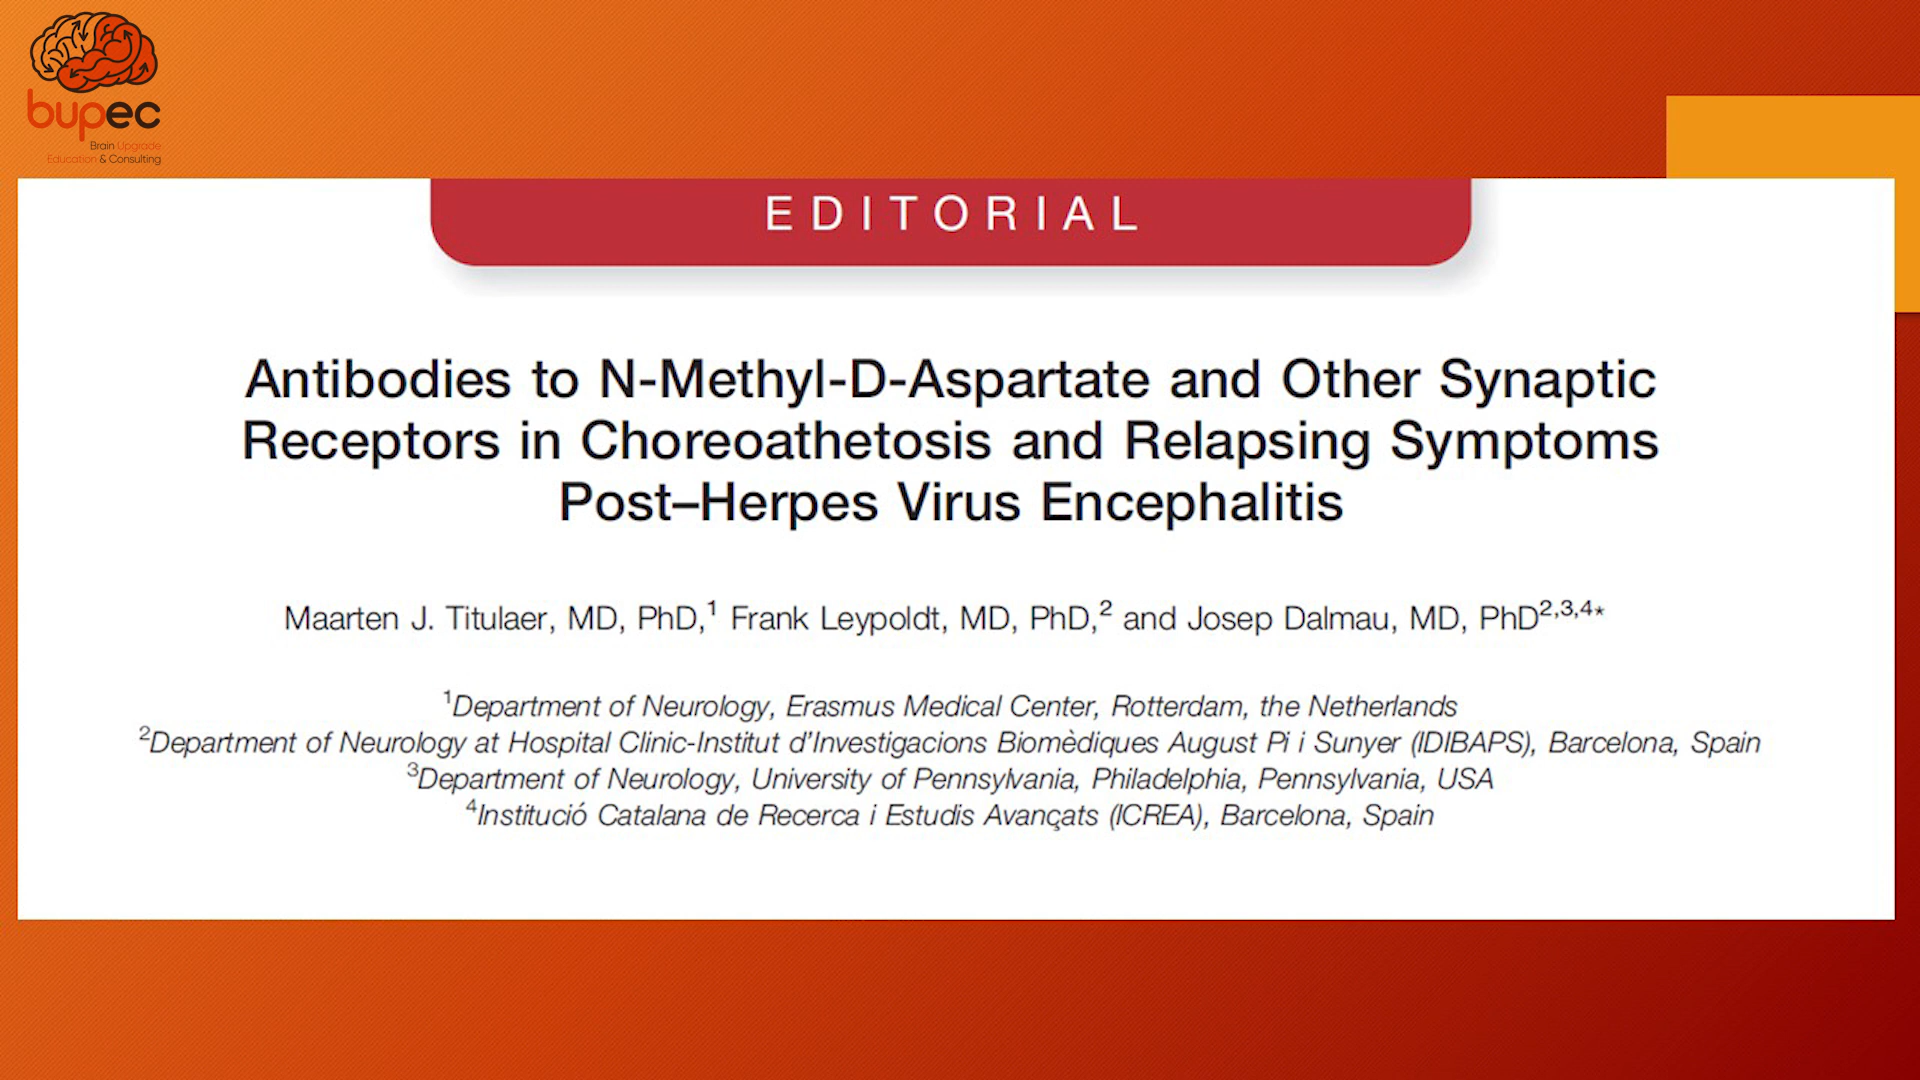 bupec
Brain Upgrade
Education & Consulting
EDITORIAL
Antibodies to N-Methyl-D-Aspartate and Other Synaptic
Receptors in Choreoathetosis and Relapsing Symptoms
Post–Herpes Virus Encephalitis
Maarten J. Titulaer, MD, PhD,¹ Frank Leypoldt, MD, PhD,² and Josep Dalmau, MD, PhD²,³,⁴*
¹Department of Neurology, Erasmus Medical Center, Rotterdam, the Netherlands
²Department of Neurology at Hospital Clinic-Institut d'Investigacions Biomèdiques August Pi i Sunyer (IDIBAPS), Barcelona, Spain
³Department of Neurology, University of Pennsylvania, Philadelphia, Pennsylvania, USA
⁴Institució Catalana de Recerca i Estudis Avançats (ICREA), Barcelona, Spain